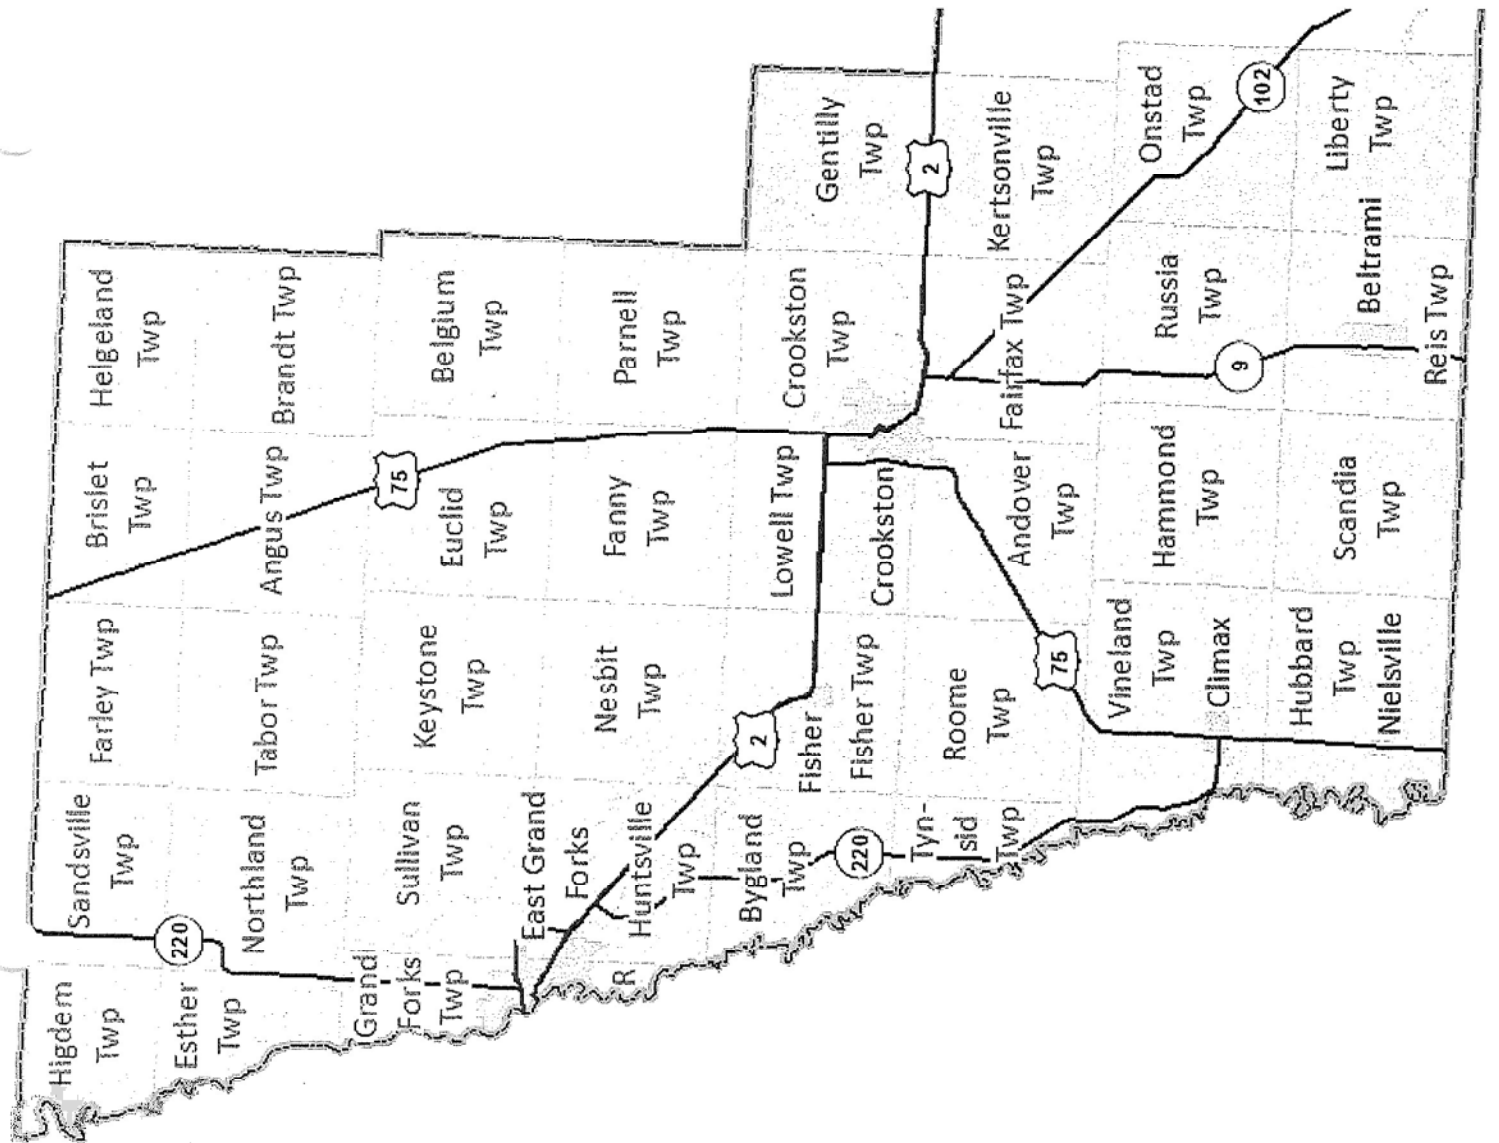 Higdem
Twp
Sandsville
Twp
Farley Twp
Brislet
Twp
Helgeland
Twp
Esther
Twp
220
Northland
Twp
Tabor Twp
Angus Twp
Brandt Twp
Grand
Forks
Twp
Sullivan
Twp
Keystone
Twp
75
Euclid
Twp
Belgium
Twp
East Grand
Forks
Huntsville
Twp
R
Nesbit
Twp
Fanny
Twp
Parnell
Twp
Bygland
Twp
2
Fisher
Fisher Twp
Lowell Twp
Crookston
Crookston
Twp
Gentilly
Twp
2
220
Tyn-
sid
Twp
Roome
Twp
Andover
Twp
Fairfax Twp
Kertsonville
Twp
75
Vineland
Twp
Climax
Hammond
Twp
Russia
Twp
9
Onstad
Twp
102
Hubbard
Twp
Nielsville
Scandia
Twp
Beltrami
Reis Twp
Liberty
Twp